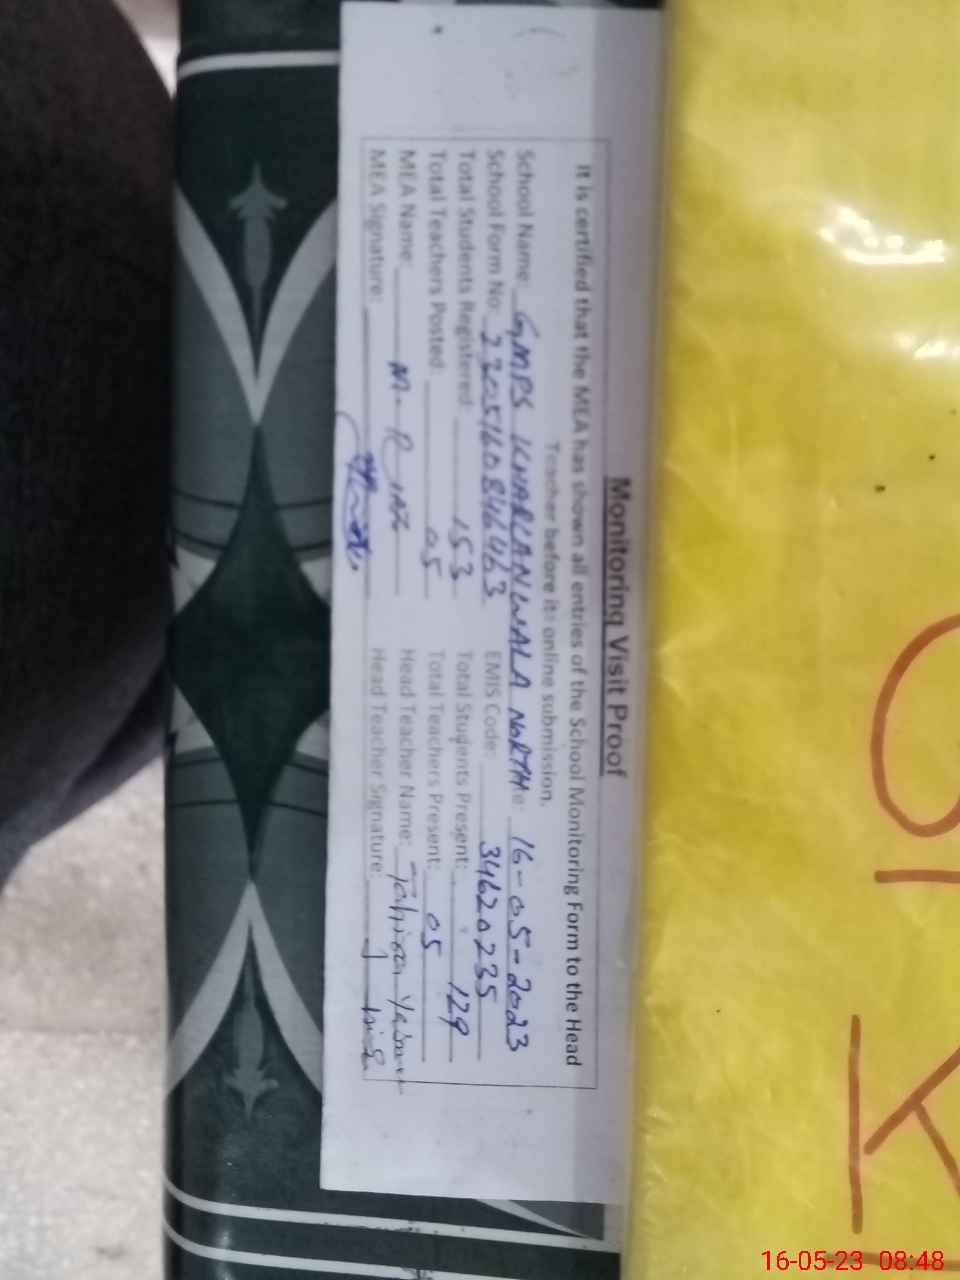 Monitoring Visit Proof
It is certified that the MEA has shown all entries of the School Monitoring Form to the Head
Teacher before its online submission.
School Name: GMPS KHARLANWALA NORTH e: 16-05-2023
School Form No: 2305160846463 EMIS Code: 34620235
Total Students Registered: 153 Total Students Present: 129
Total Teachers Posted: 05 Total Teachers Present: 05
MEA Name: M. R Head Teacher Name:
MEA Signature: Head Teacher Signature:
K
16-05-23 08:48